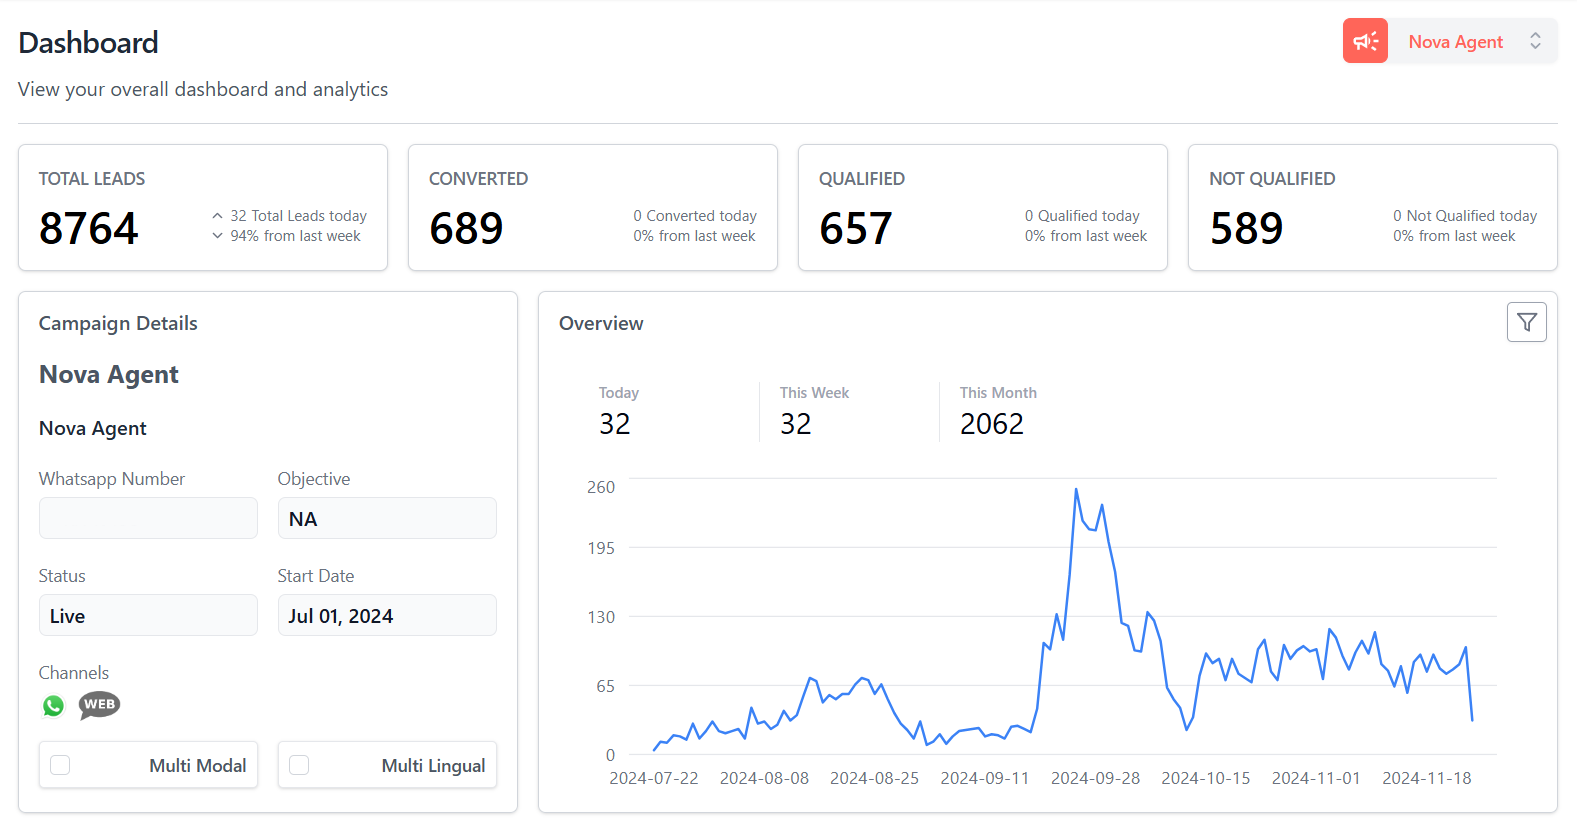 Dashboard
Nova Agent
View your overall dashboard and analytics
TOTAL LEADS
8764
32 Total Leads today
94% from last week
CONVERTED
689
0 Converted today
0% from last week
QUALIFIED
657
0 Qualified today
0% from last week
NOT QUALIFIED
589
0 Not Qualified today
0% from last week
Campaign Details
Nova Agent
Nova Agent
Whatsapp Number
Objective
NA
Status
Live
Start Date
Jul 01, 2024
Channels
WEB
Multi Modal
Multi Lingual
Overview
Today
32
This Week
32
This Month
2062
260
195
130
65
0
2024-07-22 2024-08-08 2024-08-25 2024-09-11 2024-09-28 2024-10-15 2024-11-01 2024-11-18